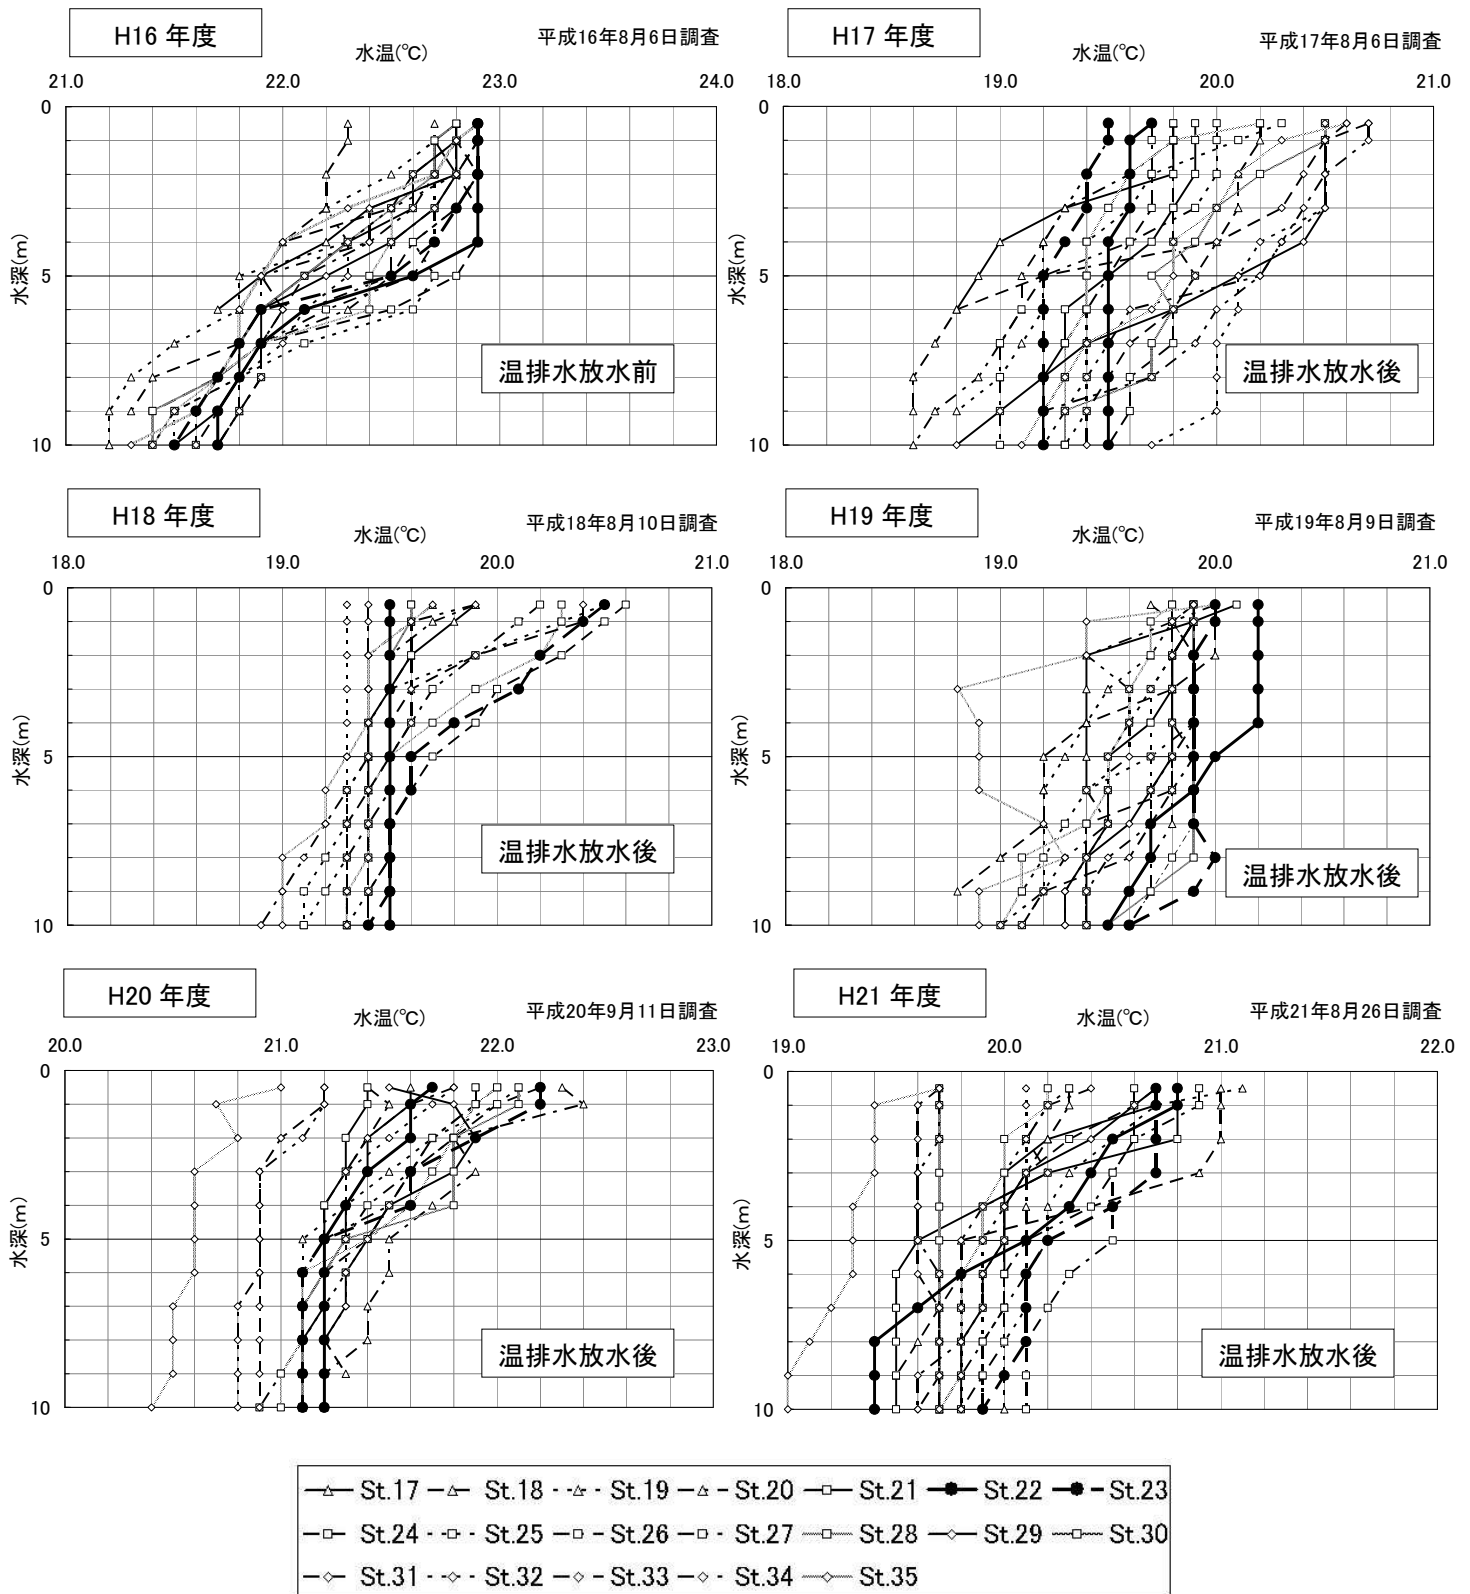 H16 年度
水温(℃)
平成16年8月6日調査
21.0 22.0 23.0 24.0
0
5
10
水深(m)
温排水放水前
H17 年度
水温(℃)
平成17年8月6日調査
18.0 19.0 20.0 21.0
0
5
10
水深(m)
温排水放水後
H18 年度
水温(℃)
平成18年8月10日調査
18.0 19.0 20.0 21.0
0
5
10
水深(m)
温排水放水後
H19 年度
水温(℃)
平成19年8月9日調査
18.0 19.0 20.0 21.0
0
5
10
水深(m)
温排水放水後
H20 年度
水温(℃)
平成20年9月11日調査
20.0 21.0 22.0 23.0
0
5
10
水深(m)
温排水放水後
H21 年度
水温(℃)
平成21年8月26日調査
19.0 20.0 21.0 22.0
0
5
10
水深(m)
温排水放水後
St.17 St.18 St.19 St.20 St.21 St.22 St.23
St.24 St.25 St.26 St.27 St.28 St.29 St.30
St.31 St.32 St.33 St.34 St.35